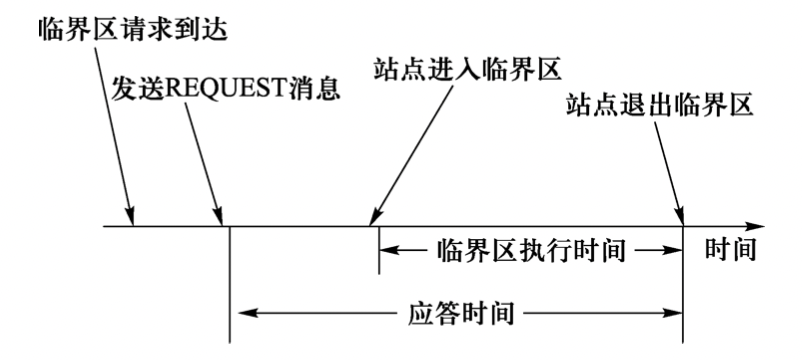 临界区请求到达
发送REQUEST消息
站点进入临界区
站点退出临界区
临界区执行时间
时间
应答时间